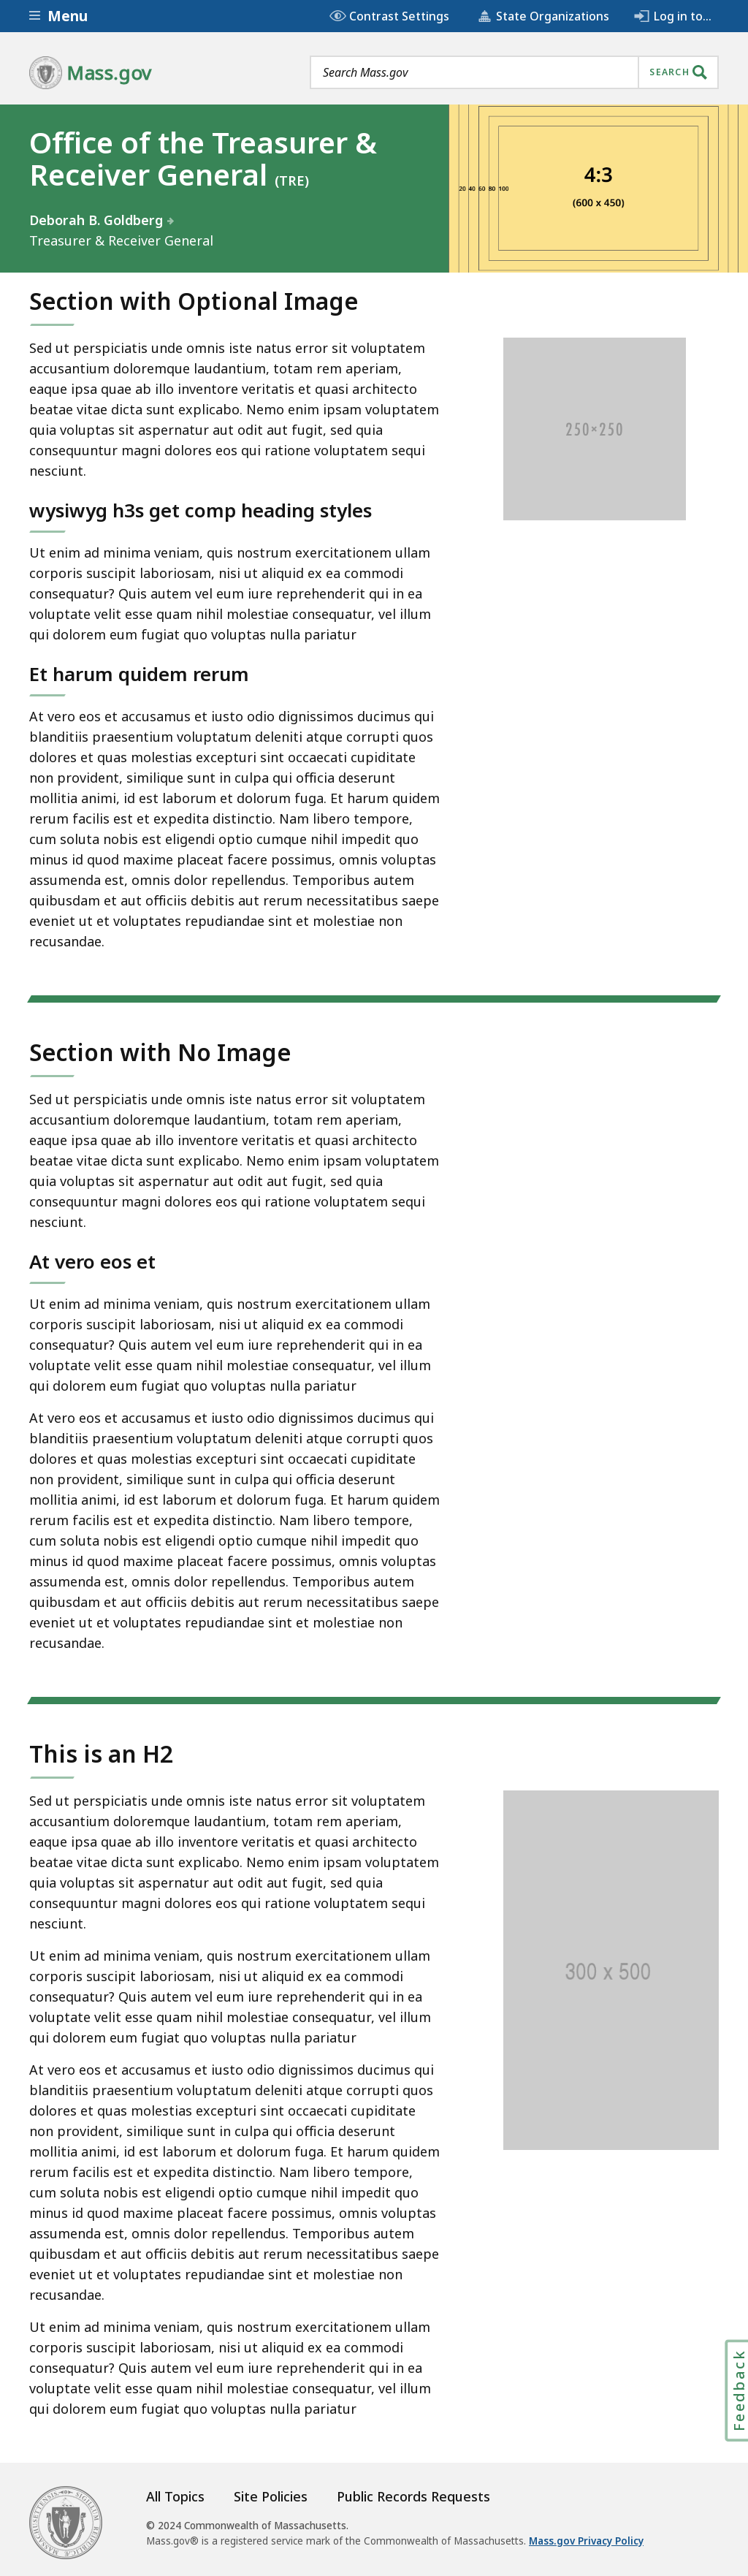 Menu
Contrast Settings
State Organizations
Log in to...
Mass.gov
Search Mass.gov
SEARCH
Office of the Treasurer &
Receiver General (TRE)
Deborah B. Goldberg
Treasurer & Receiver General
20 40 60 80 100
4:3
(600 x 450)
Section with Optional Image
Sed ut perspiciatis unde omnis iste natus error sit voluptatem
accusantium doloremque laudantium, totam rem aperiam,
eaque ipsa quae ab illo inventore veritatis et quasi architecto
beatae vitae dicta sunt explicabo. Nemo enim ipsam voluptatem
quia voluptas sit aspernatur aut odit aut fugit, sed quia
consequuntur magni dolores eos qui ratione voluptatem sequi
nesciunt.
250×250
wysiwyg h3s get comp heading styles
Ut enim ad minima veniam, quis nostrum exercitationem ullam
corporis suscipit laboriosam, nisi ut aliquid ex ea commodi
consequatur? Quis autem vel eum iure reprehenderit qui in ea
voluptate velit esse quam nihil molestiae consequatur, vel illum
qui dolorem eum fugiat quo voluptas nulla pariatur
Et harum quidem rerum
At vero eos et accusamus et iusto odio dignissimos ducimus qui
blanditiis praesentium voluptatum deleniti atque corrupti quos
dolores et quas molestias excepturi sint occaecati cupiditate
non provident, similique sunt in culpa qui officia deserunt
mollitia animi, id est laborum et dolorum fuga. Et harum quidem
rerum facilis est et expedita distinctio. Nam libero tempore,
cum soluta nobis est eligendi optio cumque nihil impedit quo
minus id quod maxime placeat facere possimus, omnis voluptas
assumenda est, omnis dolor repellendus. Temporibus autem
quibusdam et aut officiis debitis aut rerum necessitatibus saepe
eveniet ut et voluptates repudiandae sint et molestiae non
recusandae.
Section with No Image
Sed ut perspiciatis unde omnis iste natus error sit voluptatem
accusantium doloremque laudantium, totam rem aperiam,
eaque ipsa quae ab illo inventore veritatis et quasi architecto
beatae vitae dicta sunt explicabo. Nemo enim ipsam voluptatem
quia voluptas sit aspernatur aut odit aut fugit, sed quia
consequuntur magni dolores eos qui ratione voluptatem sequi
nesciunt.
At vero eos et
Ut enim ad minima veniam, quis nostrum exercitationem ullam
corporis suscipit laboriosam, nisi ut aliquid ex ea commodi
consequatur? Quis autem vel eum iure reprehenderit qui in ea
voluptate velit esse quam nihil molestiae consequatur, vel illum
qui dolorem eum fugiat quo voluptas nulla pariatur
At vero eos et accusamus et iusto odio dignissimos ducimus qui
blanditiis praesentium voluptatum deleniti atque corrupti quos
dolores et quas molestias excepturi sint occaecati cupiditate
non provident, similique sunt in culpa qui officia deserunt
mollitia animi, id est laborum et dolorum fuga. Et harum quidem
rerum facilis est et expedita distinctio. Nam libero tempore,
cum soluta nobis est eligendi optio cumque nihil impedit quo
minus id quod maxime placeat facere possimus, omnis voluptas
assumenda est, omnis dolor repellendus. Temporibus autem
quibusdam et aut officiis debitis aut rerum necessitatibus saepe
eveniet ut et voluptates repudiandae sint et molestiae non
recusandae.
This is an H2
Sed ut perspiciatis unde omnis iste natus error sit voluptatem
accusantium doloremque laudantium, totam rem aperiam,
eaque ipsa quae ab illo inventore veritatis et quasi architecto
beatae vitae dicta sunt explicabo. Nemo enim ipsam voluptatem
quia voluptas sit aspernatur aut odit aut fugit, sed quia
consequuntur magni dolores eos qui ratione voluptatem sequi
nesciunt.
Ut enim ad minima veniam, quis nostrum exercitationem ullam
corporis suscipit laboriosam, nisi ut aliquid ex ea commodi
consequatur? Quis autem vel eum iure reprehenderit qui in ea
voluptate velit esse quam nihil molestiae consequatur, vel illum
qui dolorem eum fugiat quo voluptas nulla pariatur
300 x 500
At vero eos et accusamus et iusto odio dignissimos ducimus qui
blanditiis praesentium voluptatum deleniti atque corrupti quos
dolores et quas molestias excepturi sint occaecati cupiditate
non provident, similique sunt in culpa qui officia deserunt
mollitia animi, id est laborum et dolorum fuga. Et harum quidem
rerum facilis est et expedita distinctio. Nam libero tempore,
cum soluta nobis est eligendi optio cumque nihil impedit quo
minus id quod maxime placeat facere possimus, omnis voluptas
assumenda est, omnis dolor repellendus. Temporibus autem
quibusdam et aut officiis debitis aut rerum necessitatibus saepe
eveniet ut et voluptates repudiandae sint et molestiae non
recusandae.
Ut enim ad minima veniam, quis nostrum exercitationem ullam
corporis suscipit laboriosam, nisi ut aliquid ex ea commodi
consequatur? Quis autem vel eum iure reprehenderit qui in ea
voluptate velit esse quam nihil molestiae consequatur, vel illum
qui dolorem eum fugiat quo voluptas nulla pariatur
Feedback
All Topics
Site Policies
Public Records Requests
© 2024 Commonwealth of Massachusetts.
Mass.gov® is a registered service mark of the Commonwealth of Massachusetts. Mass.gov Privacy Policy